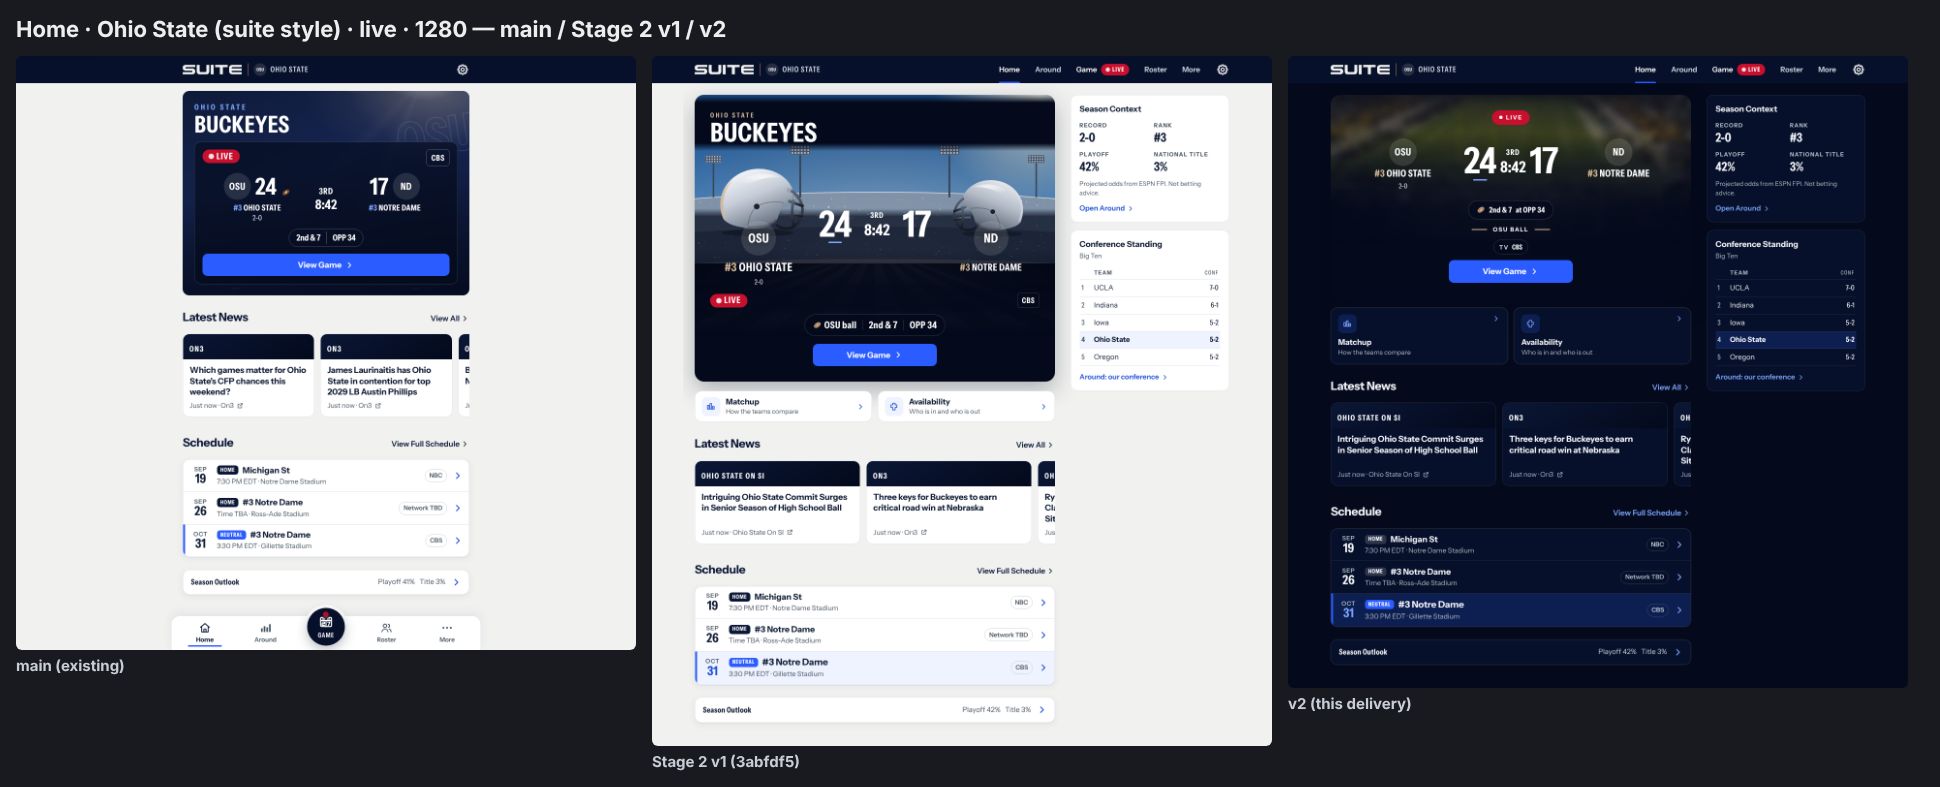 Home · Ohio State (suite style) · live · 1280 — main / Stage 2 v1 / v2
SUITE OSU OHIO STATE
OHIO STATE
BUCKEYES
OSU
LIVE
CBS
OSU 24
3RD
8:42
17 ND
#3 OHIO STATE
2-0
#3 NOTRE DAME
2nd & 7 OPP 34
View Game
Latest News
View All
ON3
Which games matter for Ohio
State's CFP chances this
weekend?
Just now · On3
ON3
James Laurinaitis has Ohio
State in contention for top
2029 LB Austin Phillips
Just now · On3
Schedule
View Full Schedule
SEP
19
HOME Michigan St
7:30 PM EDT · Notre Dame Stadium
NBC
SEP
26
HOME #3 Notre Dame
Time TBA · Ross-Ade Stadium
Network TBD
OCT
31
NEUTRAL #3 Notre Dame
3:30 PM EDT · Gillette Stadium
CBS
Season Outlook
Playoff 41% Title 3%
Home
Around
GAME
Roster
More
main (existing)
SUITE OSU OHIO STATE
Home Around Game LIVE Roster More
OHIO STATE
BUCKEYES
24
3RD
8:42
17
OSU
ND
#3 OHIO STATE
2-0
#3 NOTRE DAME
LIVE
CBS
OSU ball 2nd & 7 OPP 34
View Game
Matchup
How the teams compare
Availability
Who is in and who is out
Latest News
View All
OHIO STATE ON SI
Intriguing Ohio State Commit Surges
in Senior Season of High School Ball
Just now · Ohio State On SI
ON3
Three keys for Buckeyes to earn
critical road win at Nebraska
Just now · On3
OH
Ry
Cla
Sit
Jus
Schedule
View Full Schedule
SEP
19
HOME Michigan St
7:30 PM EDT · Notre Dame Stadium
NBC
SEP
26
HOME #3 Notre Dame
Time TBA · Ross-Ade Stadium
Network TBD
OCT
31
NEUTRAL #3 Notre Dame
3:30 PM EDT · Gillette Stadium
CBS
Season Outlook
Playoff 42% Title 3%
Season Context
RECORD
2-0
RANK
#3
PLAYOFF
42%
NATIONAL TITLE
3%
Projected odds from ESPN FPI. Not betting
advice.
Open Around
Conference Standing
Big Ten
TEAM CONF
1 UCLA 7-0
2 Indiana 6-1
3 Iowa 5-2
4 Ohio State 5-2
5 Oregon 5-2
Around: our conference
Stage 2 v1 (3abfdf5)
SUITE OSU OHIO STATE
Home Around Game LIVE Roster More
LIVE
OSU
24
3RD
8:42
17
ND
#3 OHIO STATE
2-0
#3 NOTRE DAME
2nd & 7 at OPP 34
OSU BALL
TV CBS
View Game
Matchup
How the teams compare
Availability
Who is in and who is out
Latest News
View All
OHIO STATE ON SI
Intriguing Ohio State Commit Surges
in Senior Season of High School Ball
Just now · Ohio State On SI
ON3
Three keys for Buckeyes to earn
critical road win at Nebraska
Just now · On3
OH
Ry
Cla
Sit
Jus
Schedule
View Full Schedule
SEP
19
HOME Michigan St
7:30 PM EDT · Notre Dame Stadium
NBC
SEP
26
HOME #3 Notre Dame
Time TBA · Ross-Ade Stadium
Network TBD
OCT
31
NEUTRAL #3 Notre Dame
3:30 PM EDT · Gillette Stadium
CBS
Season Outlook
Playoff 42% Title 3%
Season Context
RECORD
2-0
RANK
#3
PLAYOFF
42%
NATIONAL TITLE
3%
Projected odds from ESPN FPI. Not betting
advice.
Open Around
Conference Standing
Big Ten
TEAM CONF
1 UCLA 7-0
2 Indiana 6-1
3 Iowa 5-2
4 Ohio State 5-2
5 Oregon 5-2
Around: our conference
v2 (this delivery)